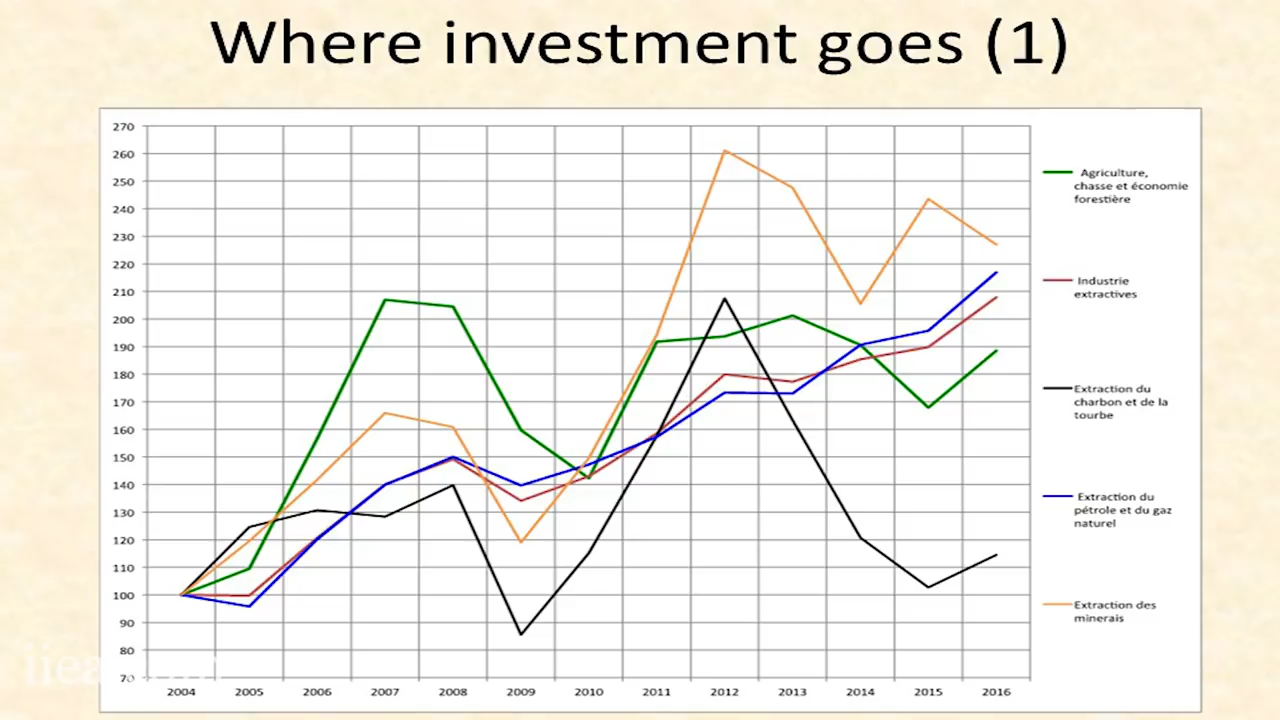 Where investment goes (1)
270
260
250
240
230
220
210
200
190
180
170
160
150
140
130
120
110
100
90
80
70
2004 2005 2006 2007 2008 2009 2010 2011 2012 2013 2014 2015 2016
Agriculture,
chasse et économie
forestière
Industrie
extractives
Extraction du
charbon et de la
tourbe
Extraction du
pétrole et du gaz
naturel
Extraction des
minerais